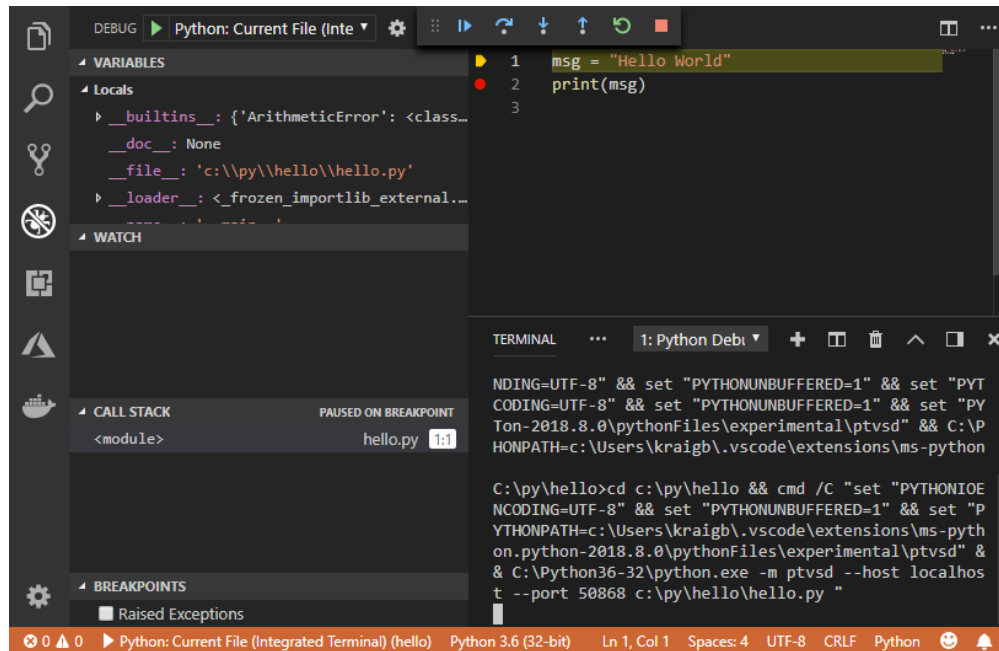 DEBUG Python: Current File (Inte
VARIABLES
Locals
__builtins__: {'ArithmeticError': <class…
__doc__: None
__file__: 'c:\\py\\hello\\hello.py'
__loader__: <_frozen_importlib_external.…
WATCH
CALL STACK PAUSED ON BREAKPOINT
<module> hello.py 1:1
BREAKPOINTS
Raised Exceptions
1 msg = "Hello World"
2 print(msg)
3
TERMINAL ••• 1: Python Debu
NDING=UTF-8" && set "PYTHONUNBUFFERED=1" && set "PYT
CODING=UTF-8" && set "PYTHONUNBUFFERED=1" && set "PY
Ton-2018.8.0\pythonFiles\experimental\ptvsd" && C:\P
HONPATH=c:\Users\kraigb\.vscode\extensions\ms-python
C:\py\hello>cd c:\py\hello && cmd /C "set "PYTHONIOE
NCODING=UTF-8" && set "PYTHONUNBUFFERED=1" && set "P
YTHONPATH=c:\Users\kraigb\.vscode\extensions\ms-pyth
on.python-2018.8.0\pythonFiles\experimental\ptvsd" &
& C:\Python36-32\python.exe -m ptvsd --host localhos
t --port 50868 c:\py\hello\hello.py "
0 0 Python: Current File (Integrated Terminal) (hello) Python 3.6 (32-bit) Ln 1, Col 1 Spaces: 4 UTF-8 CRLF Python